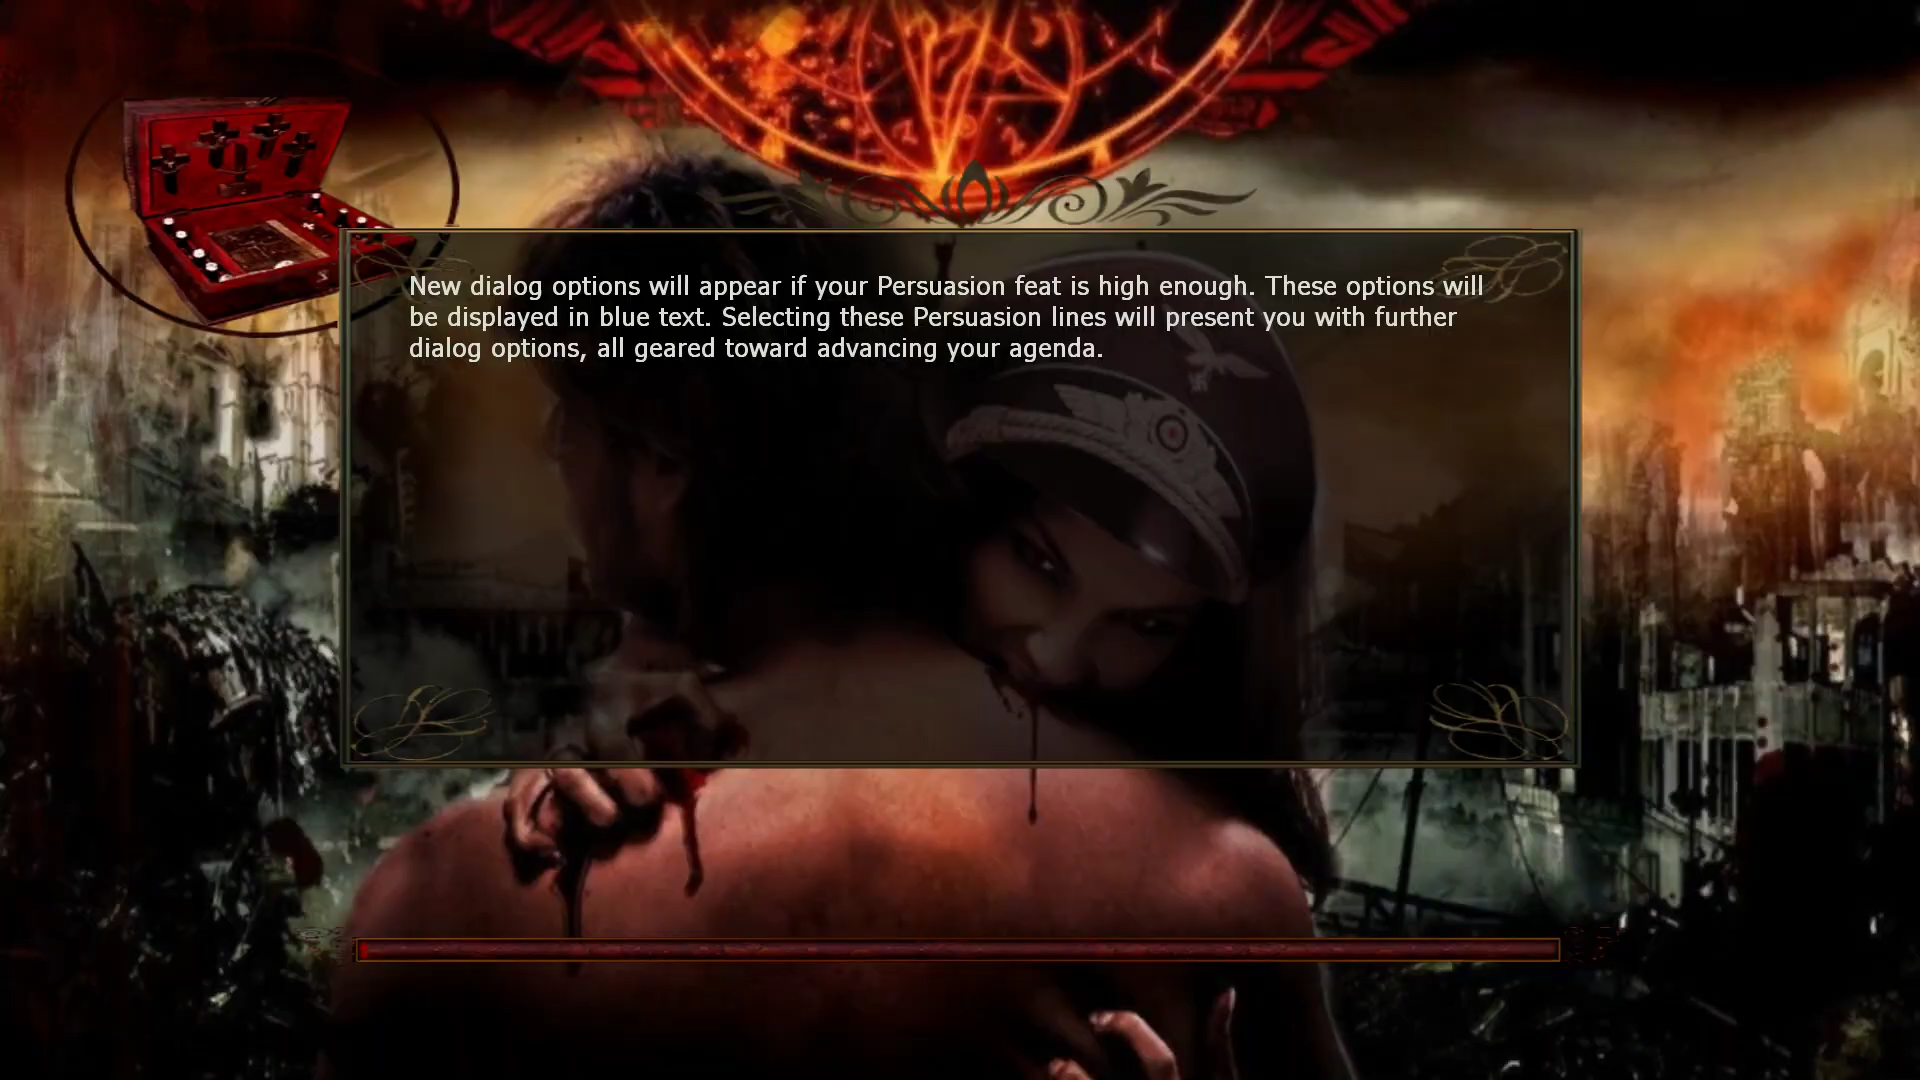 New dialog options will appear if your Persuasion feat is high enough. These options will
be displayed in blue text. Selecting these Persuasion lines will present you with further
dialog options, all geared toward advancing your agenda.